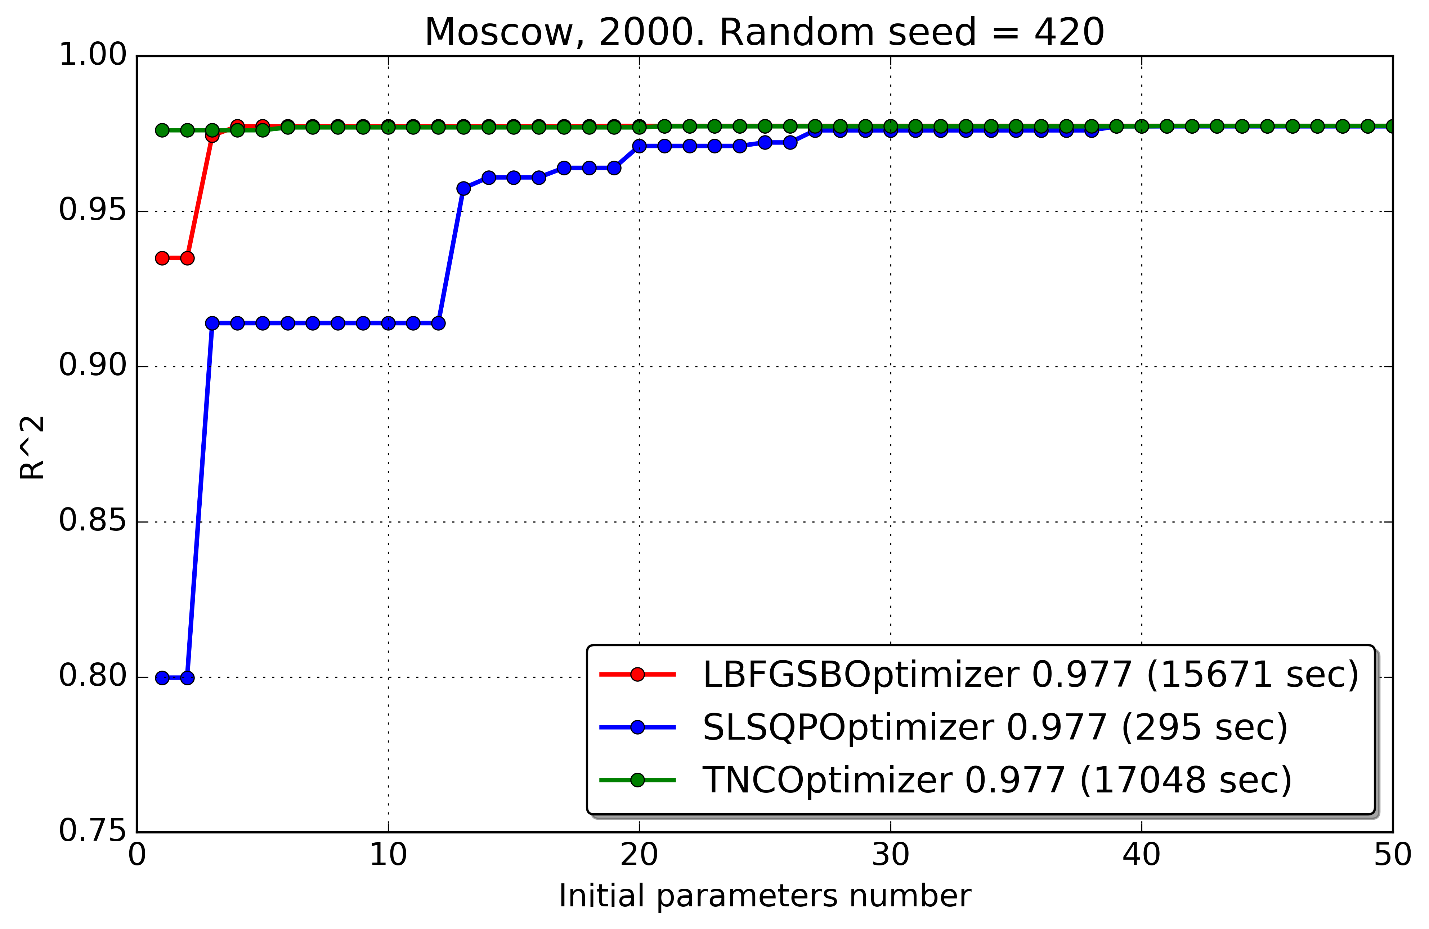 Moscow, 2000. Random seed = 420
1.00
0.95
0.90
0.85
0.80
0.75
R^2
0 10 20 30 40 50
Initial parameters number
LBFGSBOptimizer 0.977 (15671 sec)
SLSQPOptimizer 0.977 (295 sec)
TNCOptimizer 0.977 (17048 sec)